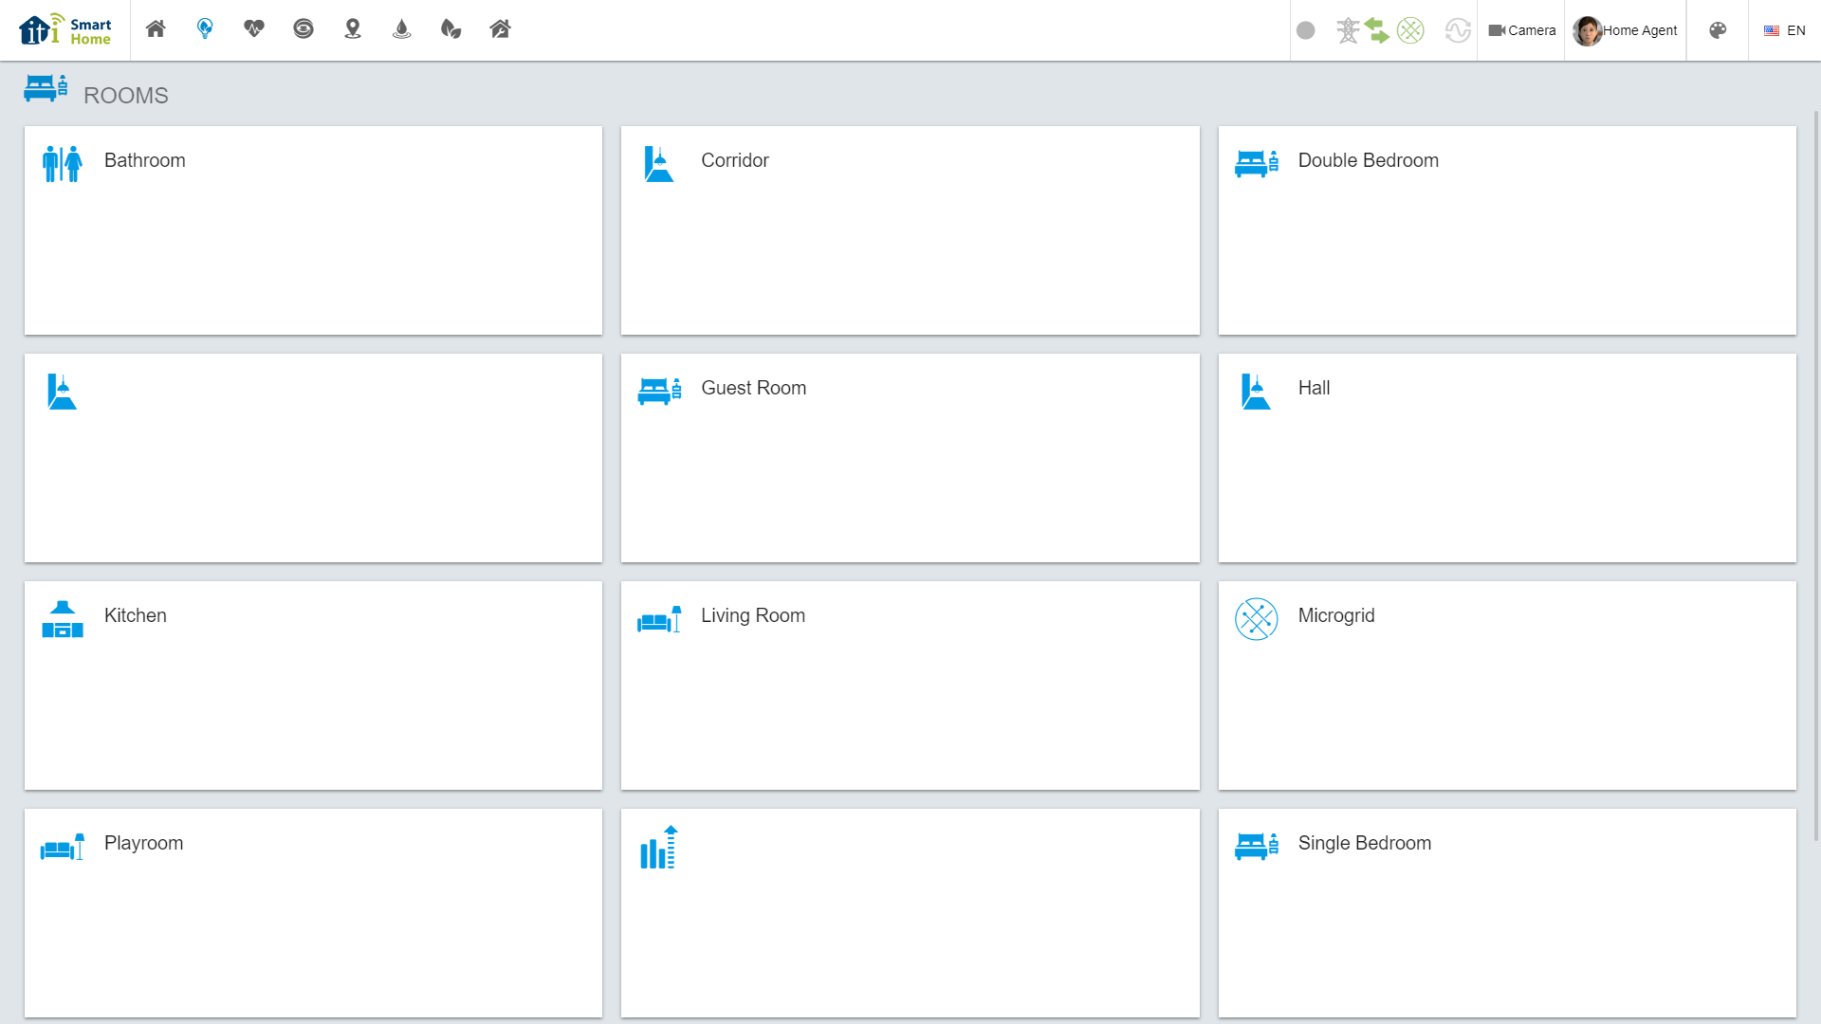 iti Smart Home
Camera
Home Agent
EN
ROOMS
Bathroom
Corridor
Double Bedroom
Guest Room
Hall
Kitchen
Living Room
Microgrid
Playroom
Single Bedroom